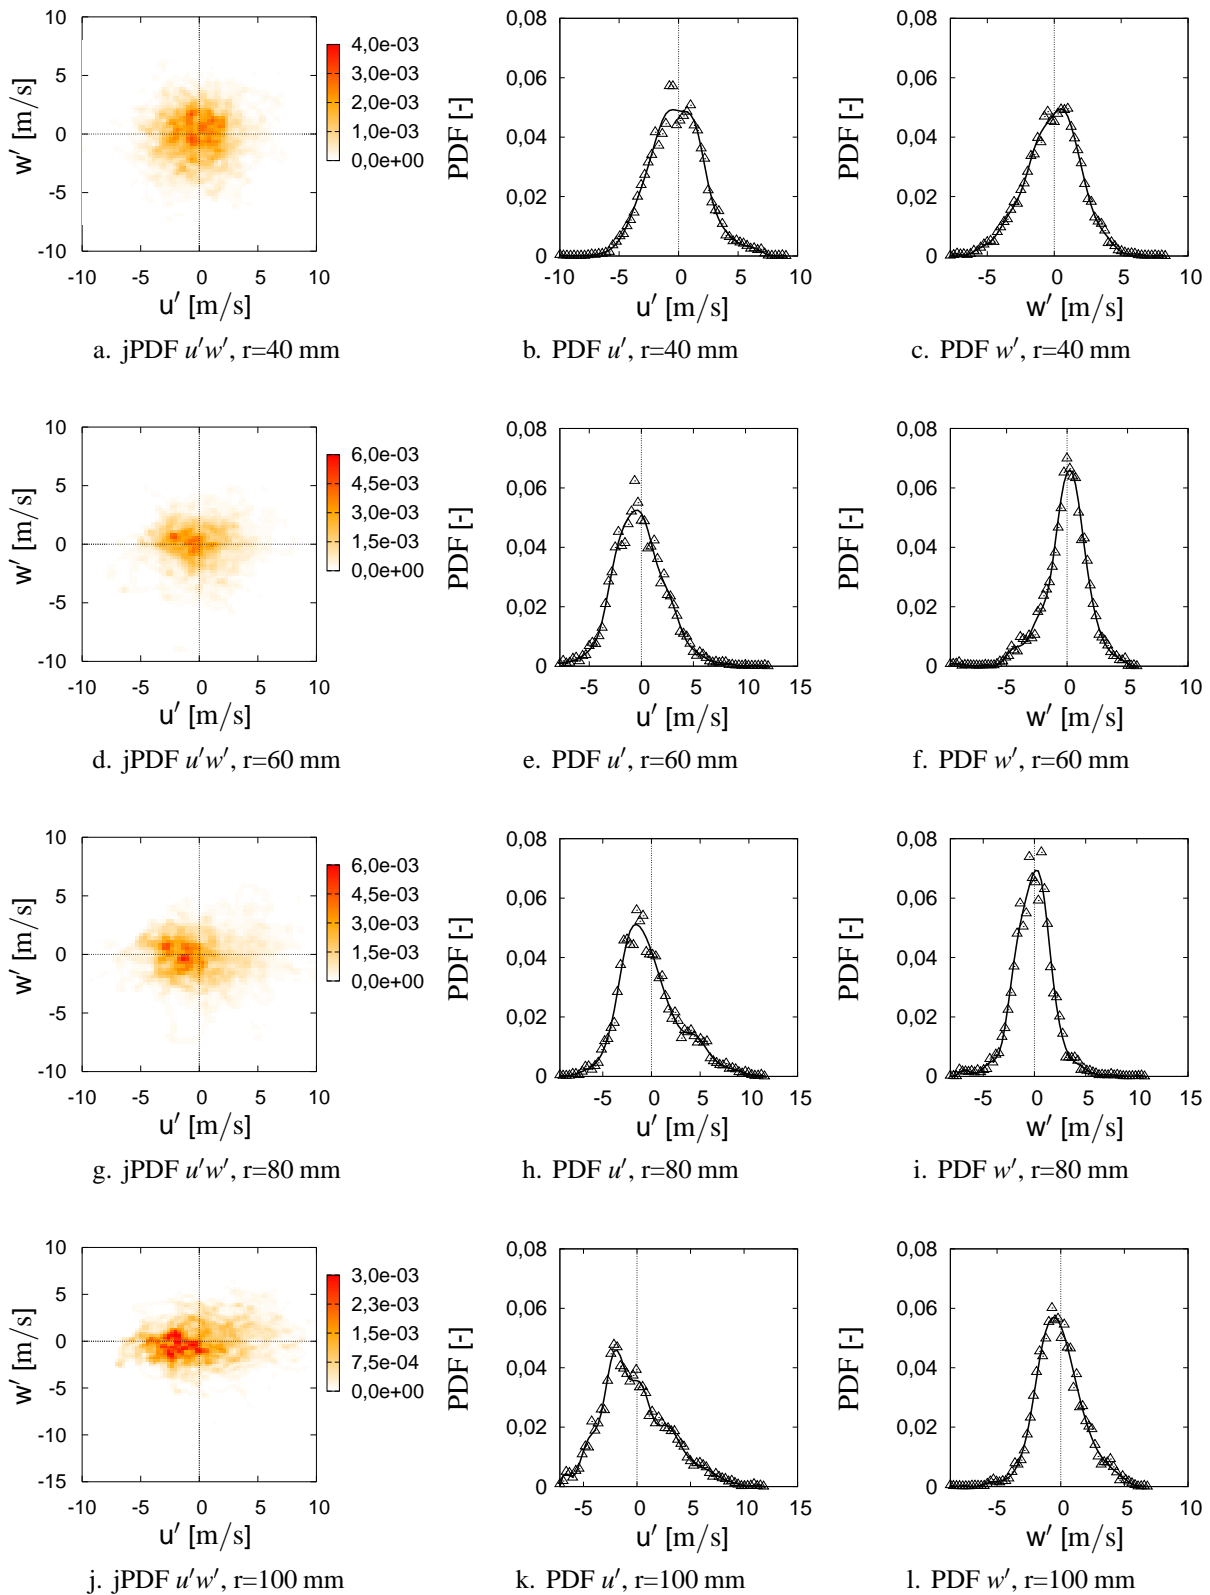 10
5
0
-5
-10
w′ [m/s]
-10 -5 0 5 10
u′ [m/s]
4,0e-03
3,0e-03
2,0e-03
1,0e-03
0,0e+00
a. jPDF u′w′, r=40 mm
0,08
0,06
0,04
0,02
0
PDF [-]
-10 -5 0 5 10
u′ [m/s]
b. PDF u′, r=40 mm
0,08
0,06
0,04
0,02
0
PDF [-]
-5 0 5 10
w′ [m/s]
c. PDF w′, r=40 mm
10
5
0
-5
-10
w′ [m/s]
-10 -5 0 5 10
u′ [m/s]
6,0e-03
4,5e-03
3,0e-03
1,5e-03
0,0e+00
d. jPDF u′w′, r=60 mm
0,08
0,06
0,04
0,02
0
PDF [-]
-5 0 5 10 15
u′ [m/s]
e. PDF u′, r=60 mm
0,08
0,06
0,04
0,02
0
PDF [-]
-5 0 5 10
w′ [m/s]
f. PDF w′, r=60 mm
10
5
0
-5
-10
w′ [m/s]
-10 -5 0 5 10
u′ [m/s]
6,0e-03
4,5e-03
3,0e-03
1,5e-03
0,0e+00
g. jPDF u′w′, r=80 mm
0,08
0,06
0,04
0,02
0
PDF [-]
-5 0 5 10 15
u′ [m/s]
h. PDF u′, r=80 mm
0,08
0,06
0,04
0,02
0
PDF [-]
-5 0 5 10 15
w′ [m/s]
i. PDF w′, r=80 mm
10
5
0
-5
-10
-15
w′ [m/s]
-10 -5 0 5 10
u′ [m/s]
3,0e-03
2,3e-03
1,5e-03
7,5e-04
0,0e+00
j. jPDF u′w′, r=100 mm
0,08
0,06
0,04
0,02
0
PDF [-]
-5 0 5 10 15
u′ [m/s]
k. PDF u′, r=100 mm
0,08
0,06
0,04
0,02
0
PDF [-]
-5 0 5 10
w′ [m/s]
l. PDF w′, r=100 mm